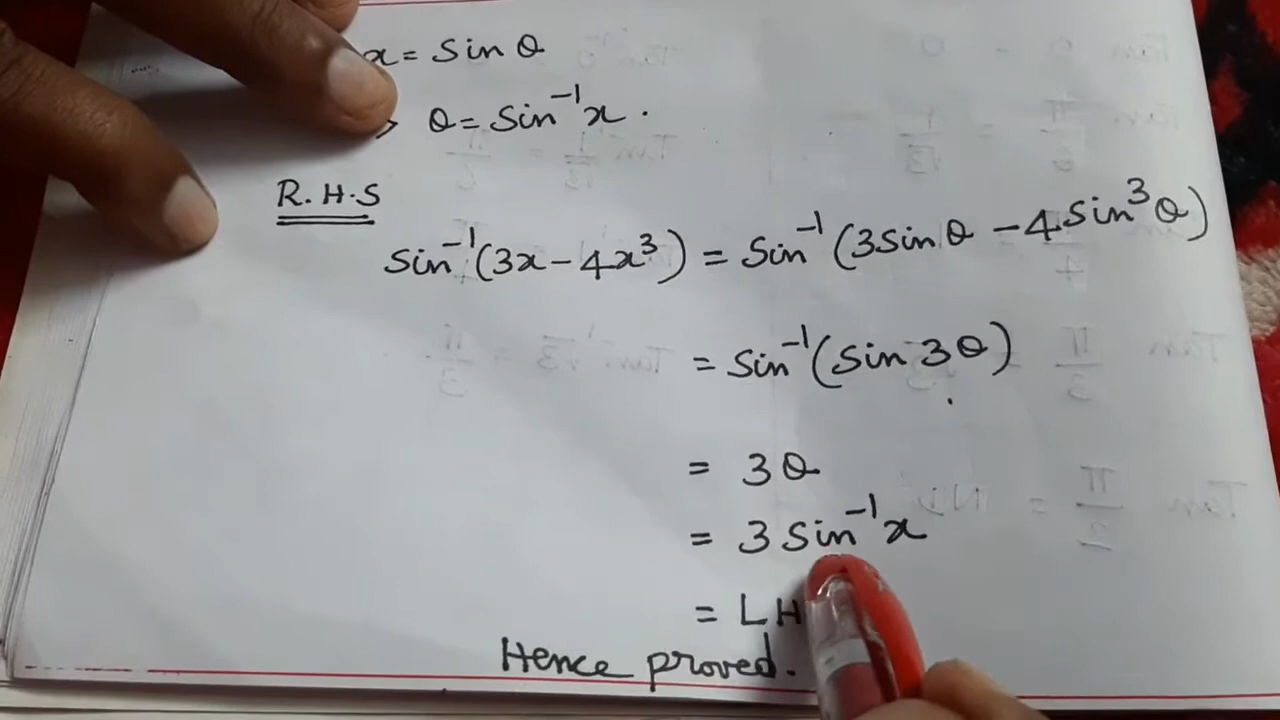 x = Sin θ
θ = Sin⁻¹x .
R.H.S
Sin⁻¹(3x - 4x³) = Sin⁻¹(3Sin θ - 4Sin³θ)
= Sin⁻¹(Sin 3θ)
= 3θ
= 3 Sin⁻¹x
= LH
Hence proved.